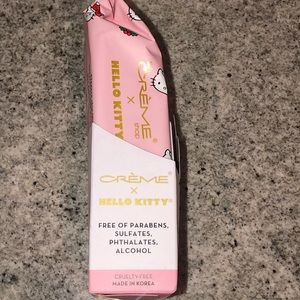 CRÈME
shop
×
HELLO KITTY
CRÈME
×
HELLO KITTY®
FREE OF PARABENS,
SULFATES,
PHTHALATES,
ALCOHOL
CRUELTY-FREE
MADE IN KOREA